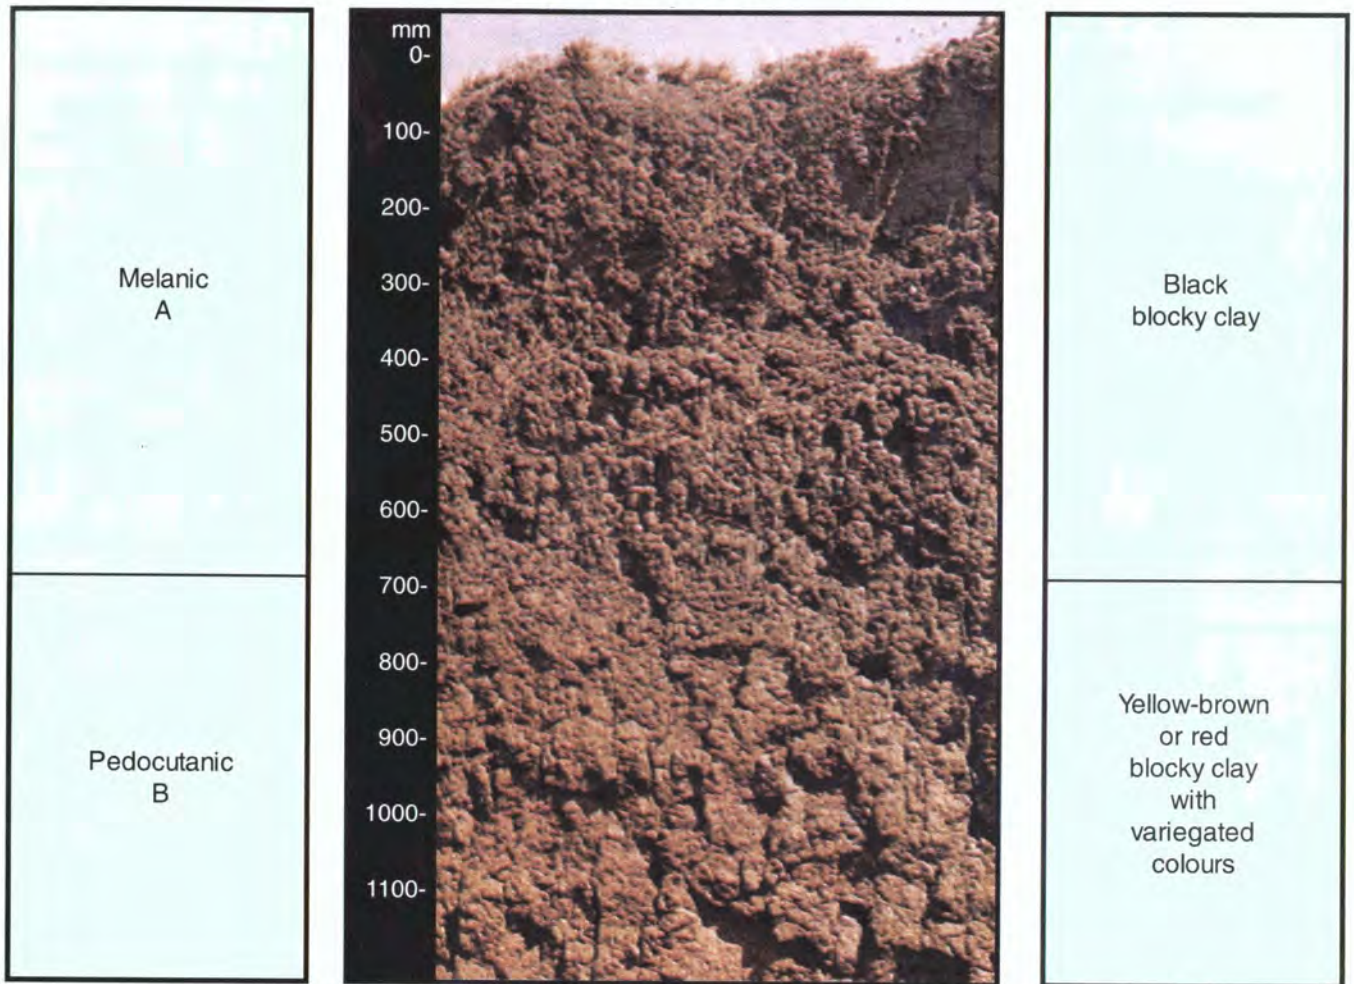 Melanic
A
Pedocutanic
B
mm
0-
100-
200-
300-
400-
500-
600-
700-
800-
900-
1000-
1100-
Black
blocky clay
Yellow-brown
or red
blocky clay
with
variegated
colours